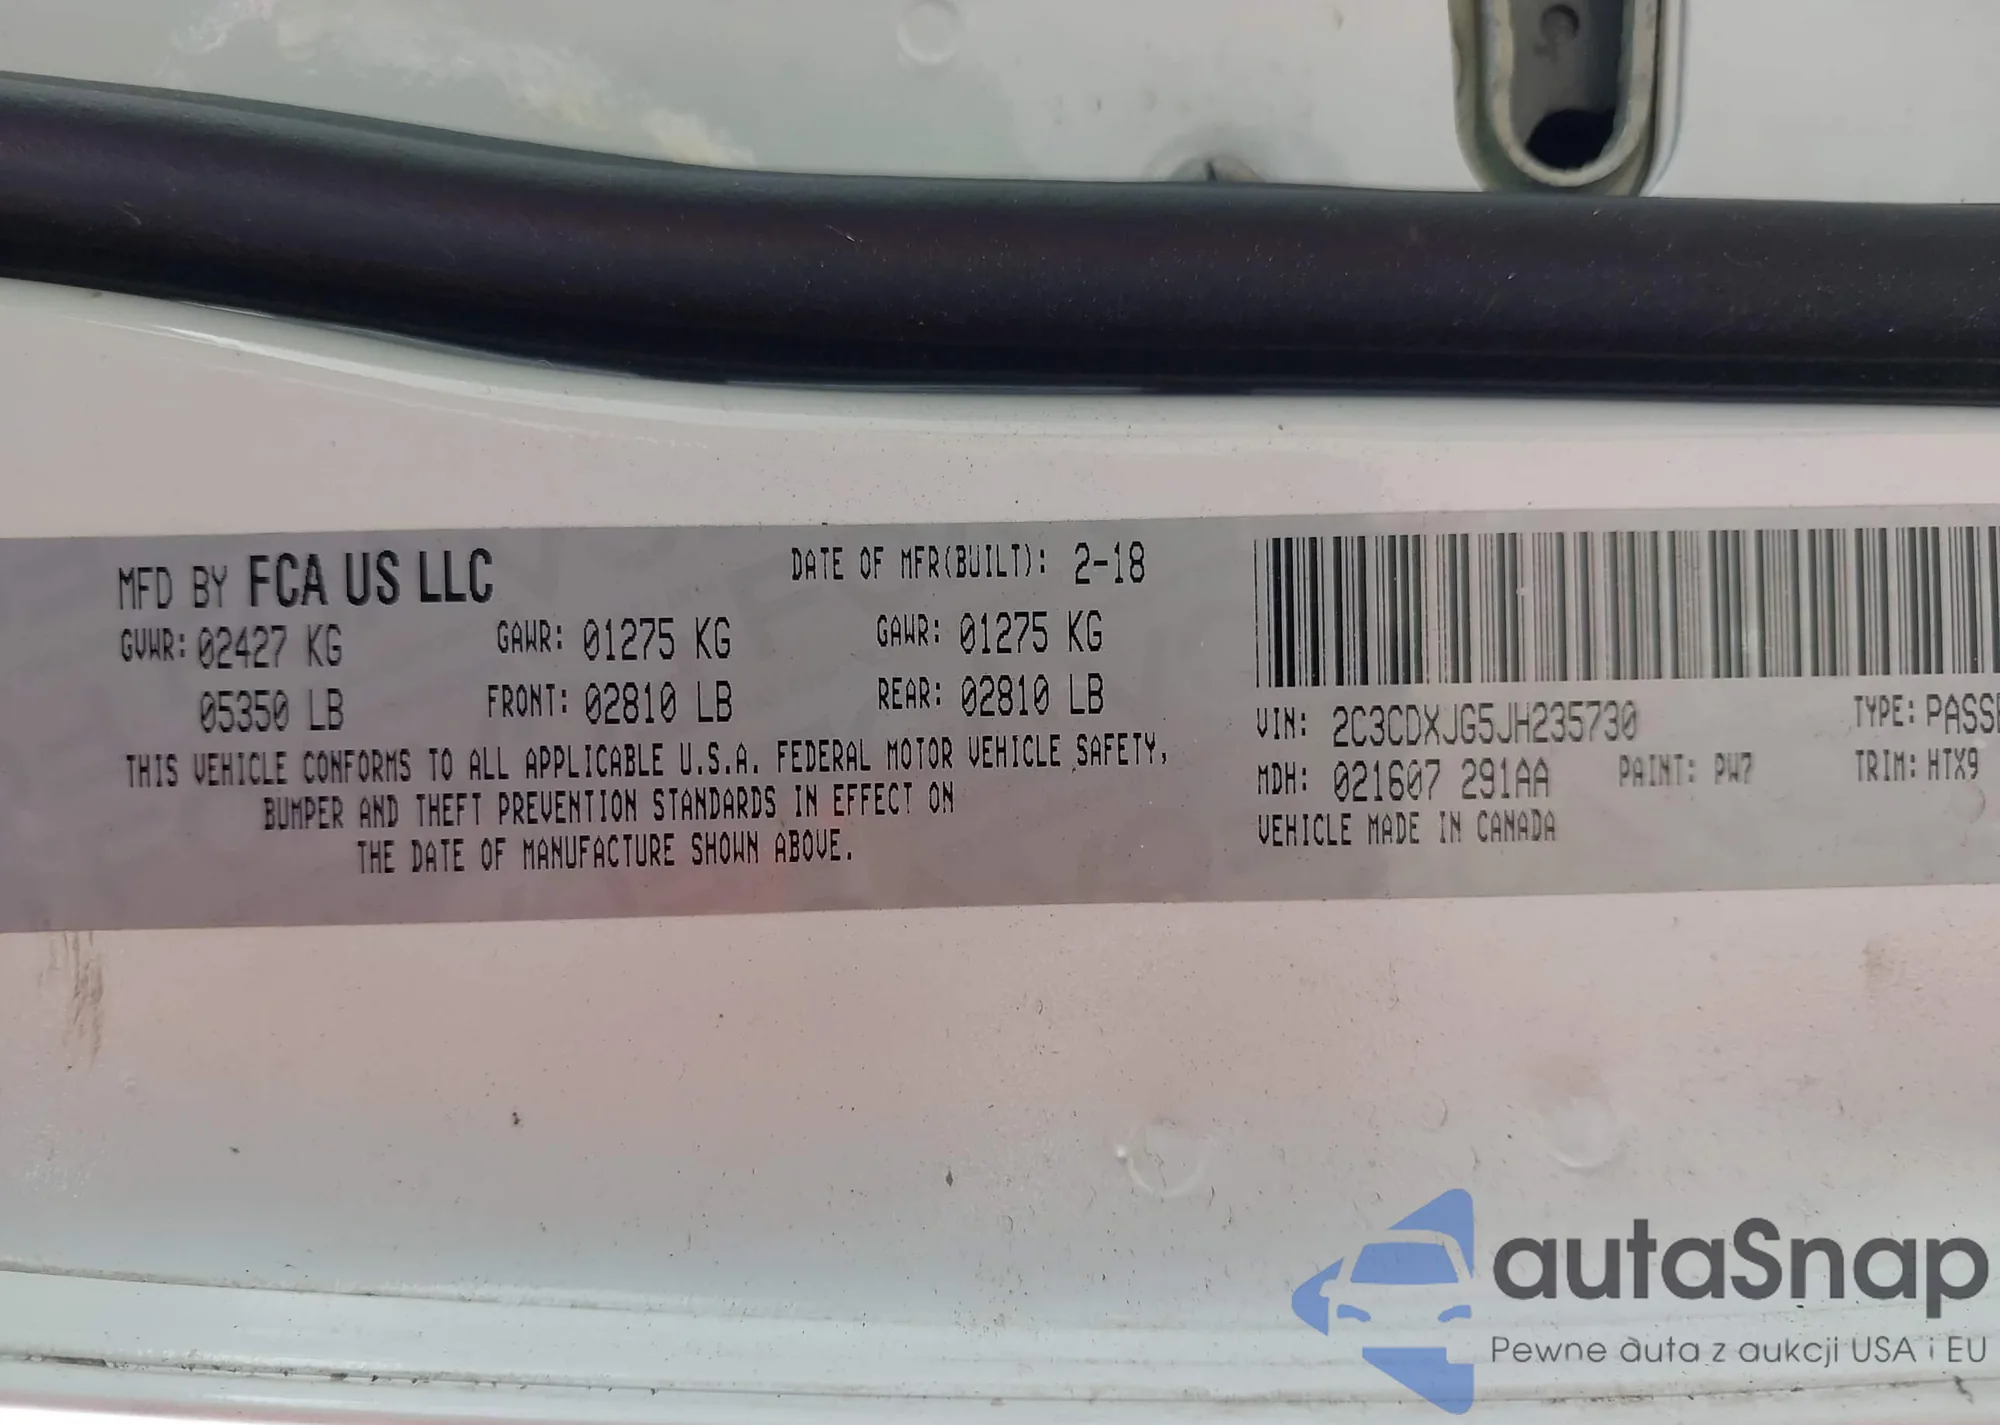 MFD BY FCA US LLC
DATE OF MFR(BUILT): 2-18
GVWR: 02427 KG
GAWR: 01275 KG
GAWR: 01275 KG
05350 LB
FRONT: 02810 LB
REAR: 02810 LB
THIS VEHICLE CONFORMS TO ALL APPLICABLE U.S.A. FEDERAL MOTOR VEHICLE SAFETY,
BUMPER AND THEFT PREVENTION STANDARDS IN EFFECT ON
THE DATE OF MANUFACTURE SHOWN ABOVE.
VIN: 2C3CDXJG5JH235730
TYPE:
MDH: 021607 291AA
PAINT: PW7
TRIM: HTX9
VEHICLE MADE IN CANADA
autaSnap
Pewne auta z aukcji USA i EU